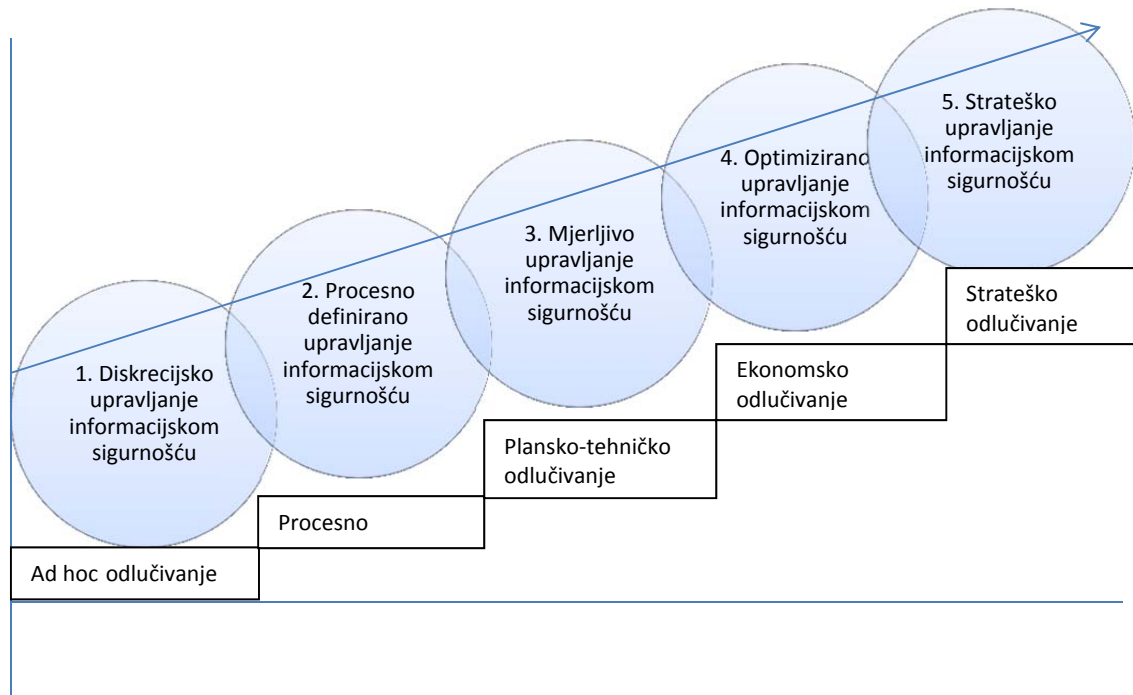 1. Diskrecijsko
upravljanje
informacijskom
sigurnošću
2. Procesno
definirano
upravljanje
informacijskom
sigurnošću
3. Mjerljivo
upravljanje
informacijskom
sigurnošću
4. Optimizirano
upravljanje
informacijskom
sigurnošću
5. Strateško
upravljanje
informacijskom
sigurnošću
Ad hoc odlučivanje
Procesno
Plansko-tehničko
odlučivanje
Ekonomsko
odlučivanje
Strateško
odlučivanje